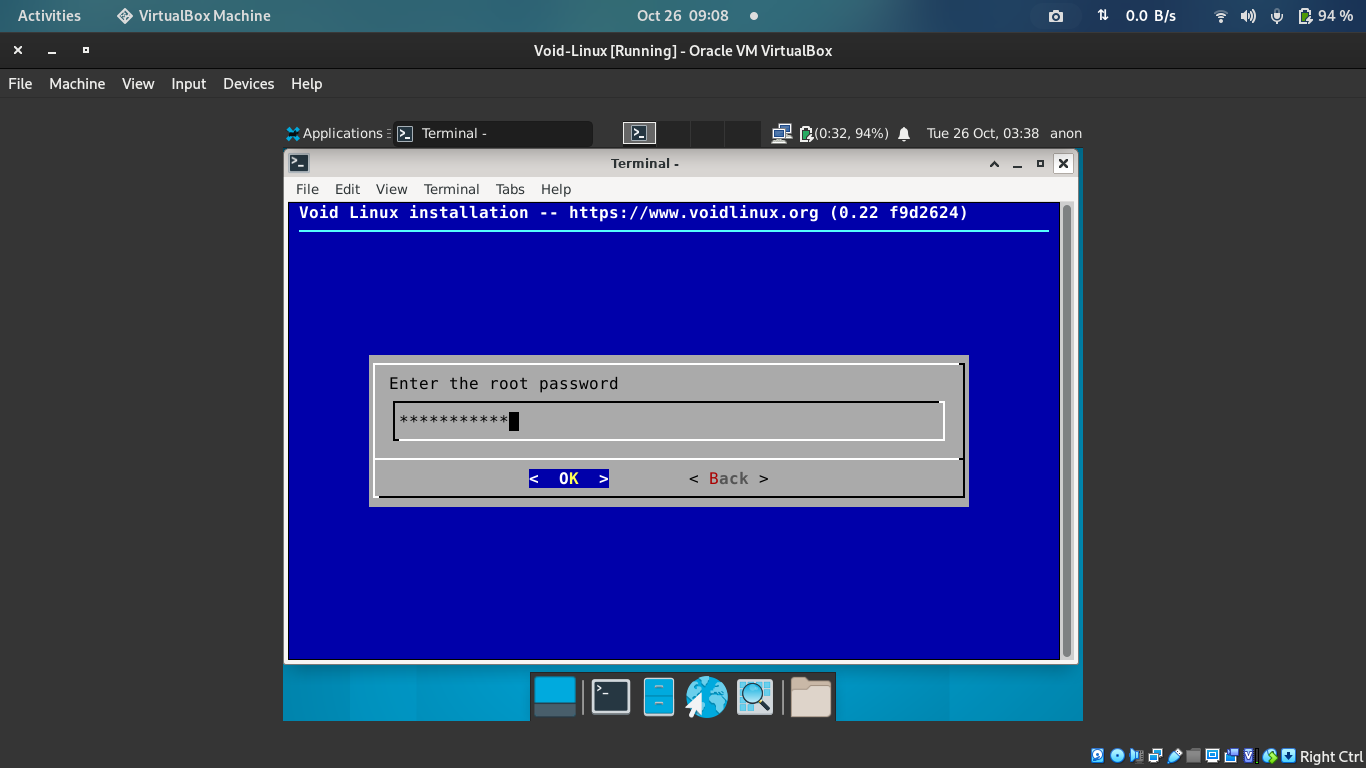 Activities VirtualBox Machine Oct 26 09:08 0.0 B/s 94 %
Void-Linux [Running] - Oracle VM VirtualBox
File Machine View Input Devices Help
Applications Terminal - (0:32, 94%) Tue 26 Oct, 03:38 anon
Terminal -
File Edit View Terminal Tabs Help
Void Linux installation -- https://www.voidlinux.org (0.22 f9d2624)
Enter the root password
***********
< OK > < Back >
Right Ctrl